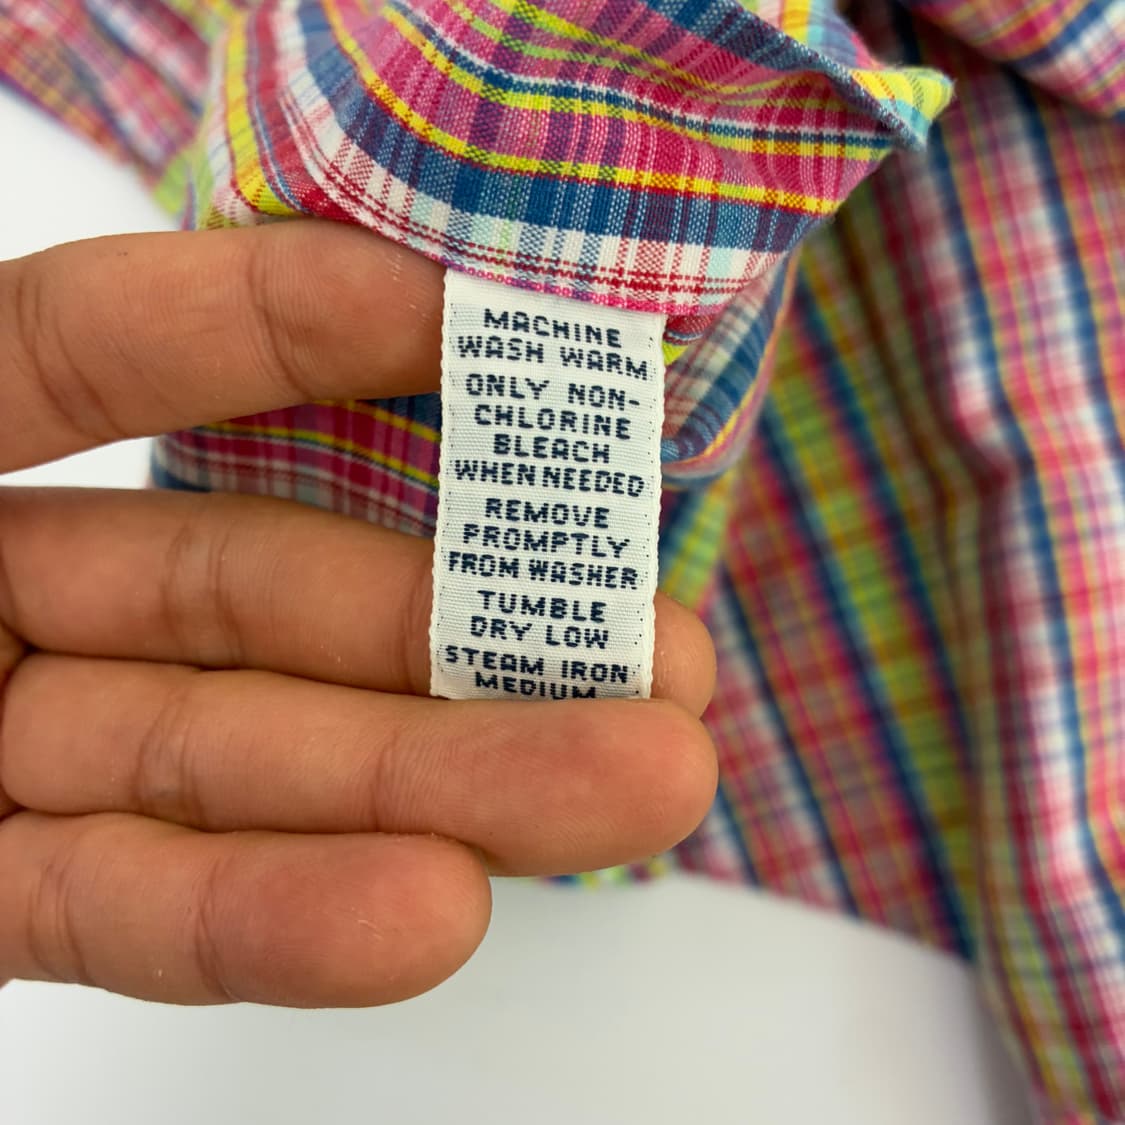 MACHINE
WASH WARM
ONLY NON-
CHLORINE
BLEACH
WHEN NEEDED
REMOVE
PROMPTLY
FROM WASHER
TUMBLE
DRY LOW
STEAM IRON
MEDIUM